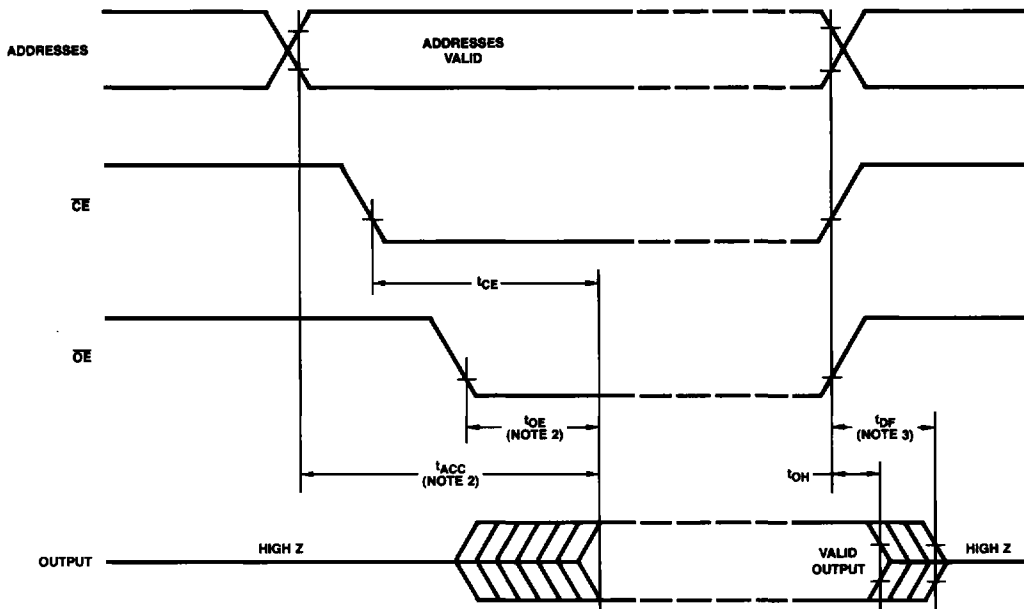 ADDRESSES
ADDRESSES
VALID
CE
tCE
OE
tOE
(NOTE 2)
tDF
(NOTE 3)
tACC
(NOTE 2)
tOH
HIGH Z
OUTPUT
VALID
OUTPUT
HIGH Z